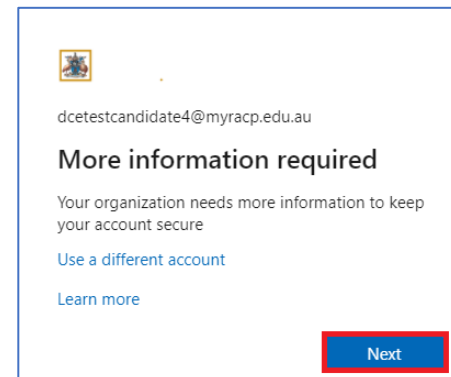 dcetestcandidate4@myracp.edu.au
More information required
Your organization needs more information to keep
your account secure
Use a different account
Learn more
Next